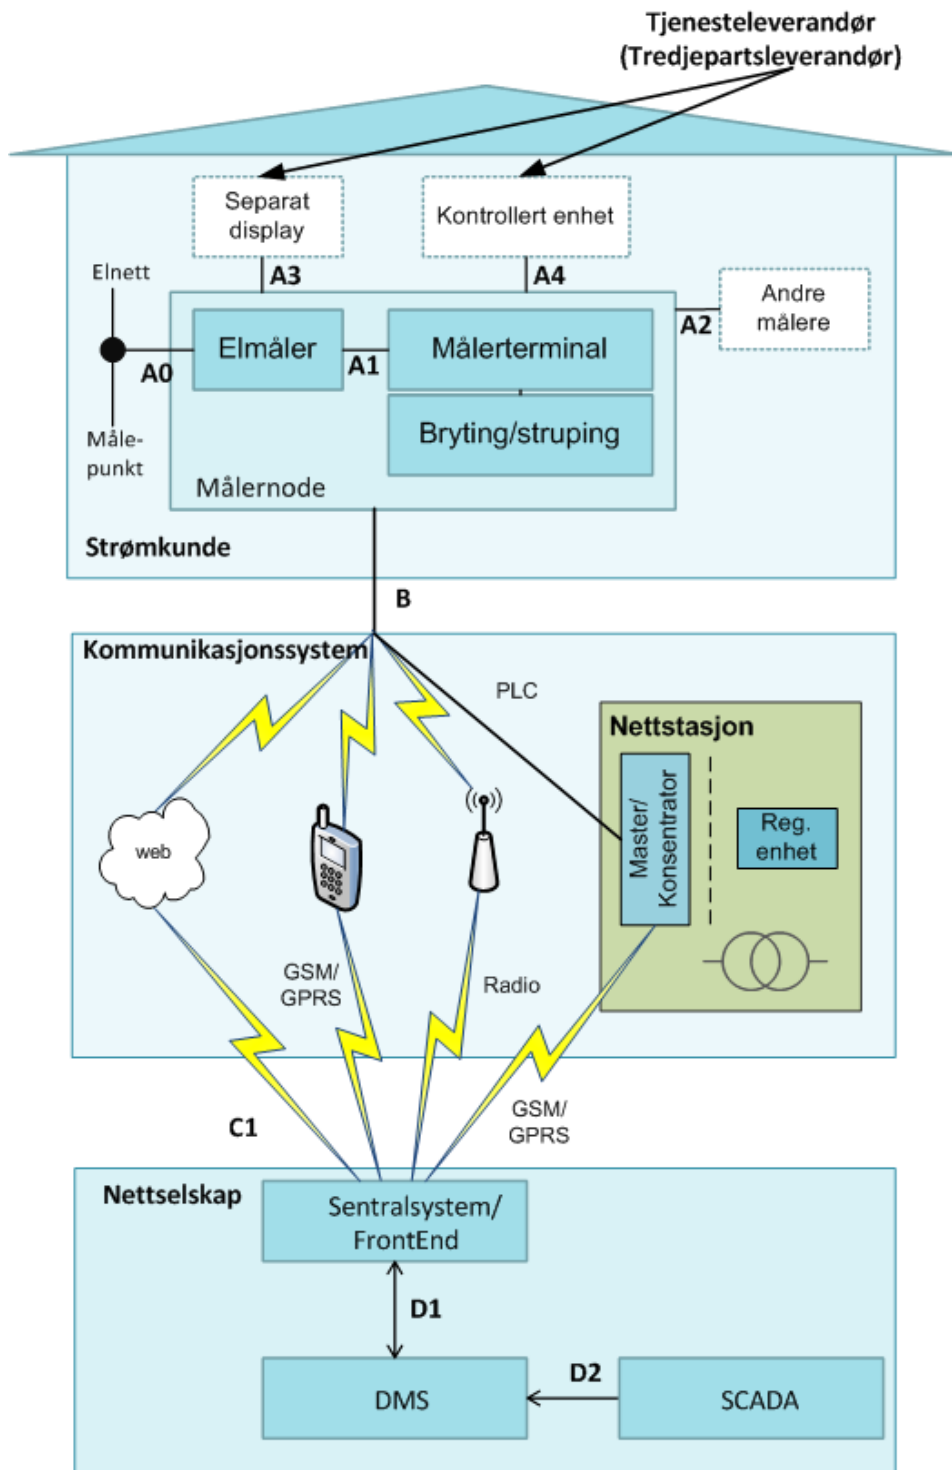 Tjenesteleverandør
(Tredjepartsleverandør)
Separat
display
Kontrollert enhet
Elnett
A3
A4
Andre
målere
A2
Elmåler
Målerterminal
A0
A1
Bryting/struping
Måle-
punkt
Målernode
Strømkunde
B
Kommunikasjonssystem
PLC
Nettstasjon
Master/
Konsentrator
Reg.
enhet
web
GSM/
GPRS
Radio
C1
GSM/
GPRS
Nettselskap
Sentralsystem/
FrontEnd
D1
D2
DMS
SCADA